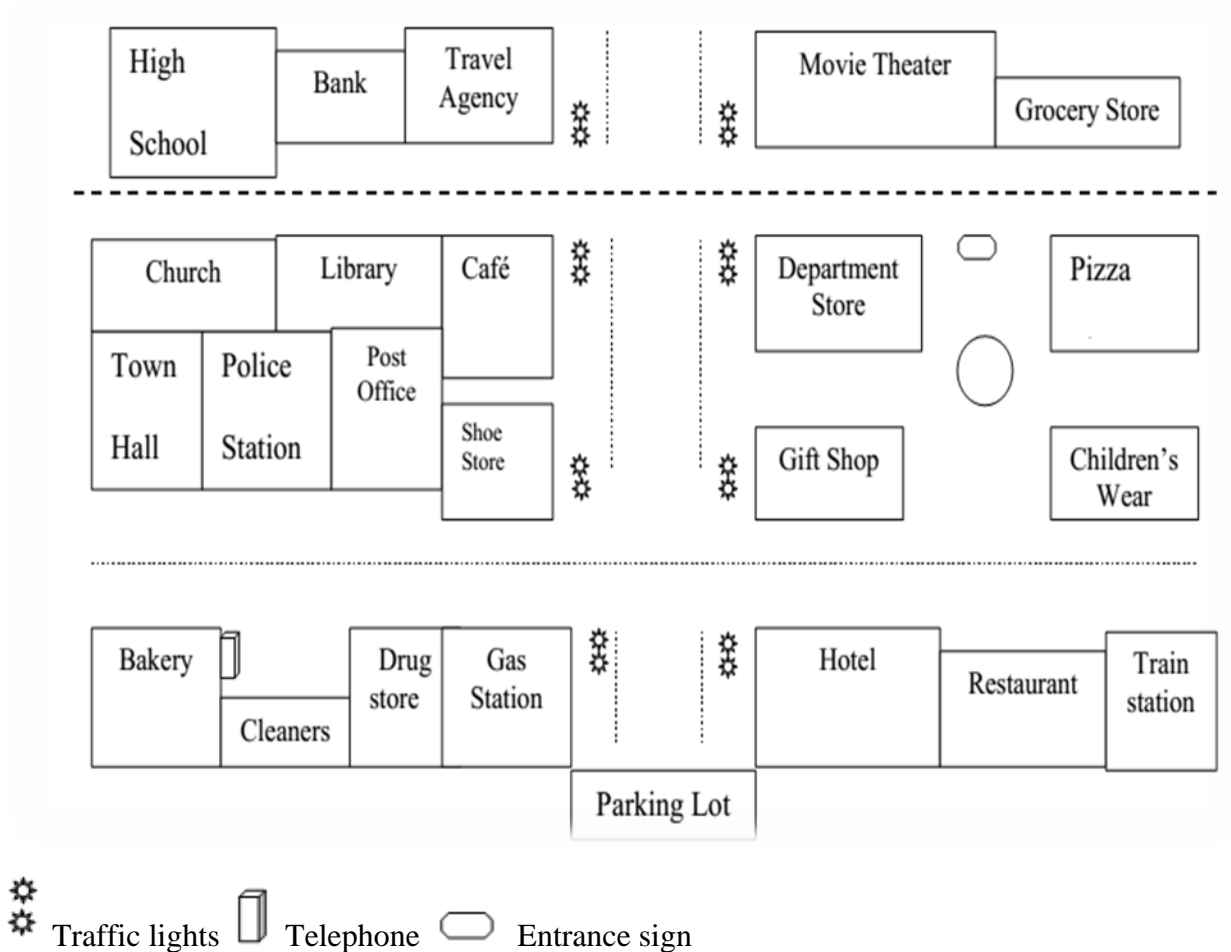 High
School
Bank
Travel
Agency
Movie Theater
Grocery Store
Church
Library
Café
Department
Store
Pizza
Town
Hall
Police
Station
Post
Office
Shoe
Store
Gift Shop
Children's
Wear
Bakery
Cleaners
Drug
store
Gas
Station
Hotel
Restaurant
Train
station
Parking Lot
Traffic lights Telephone Entrance sign